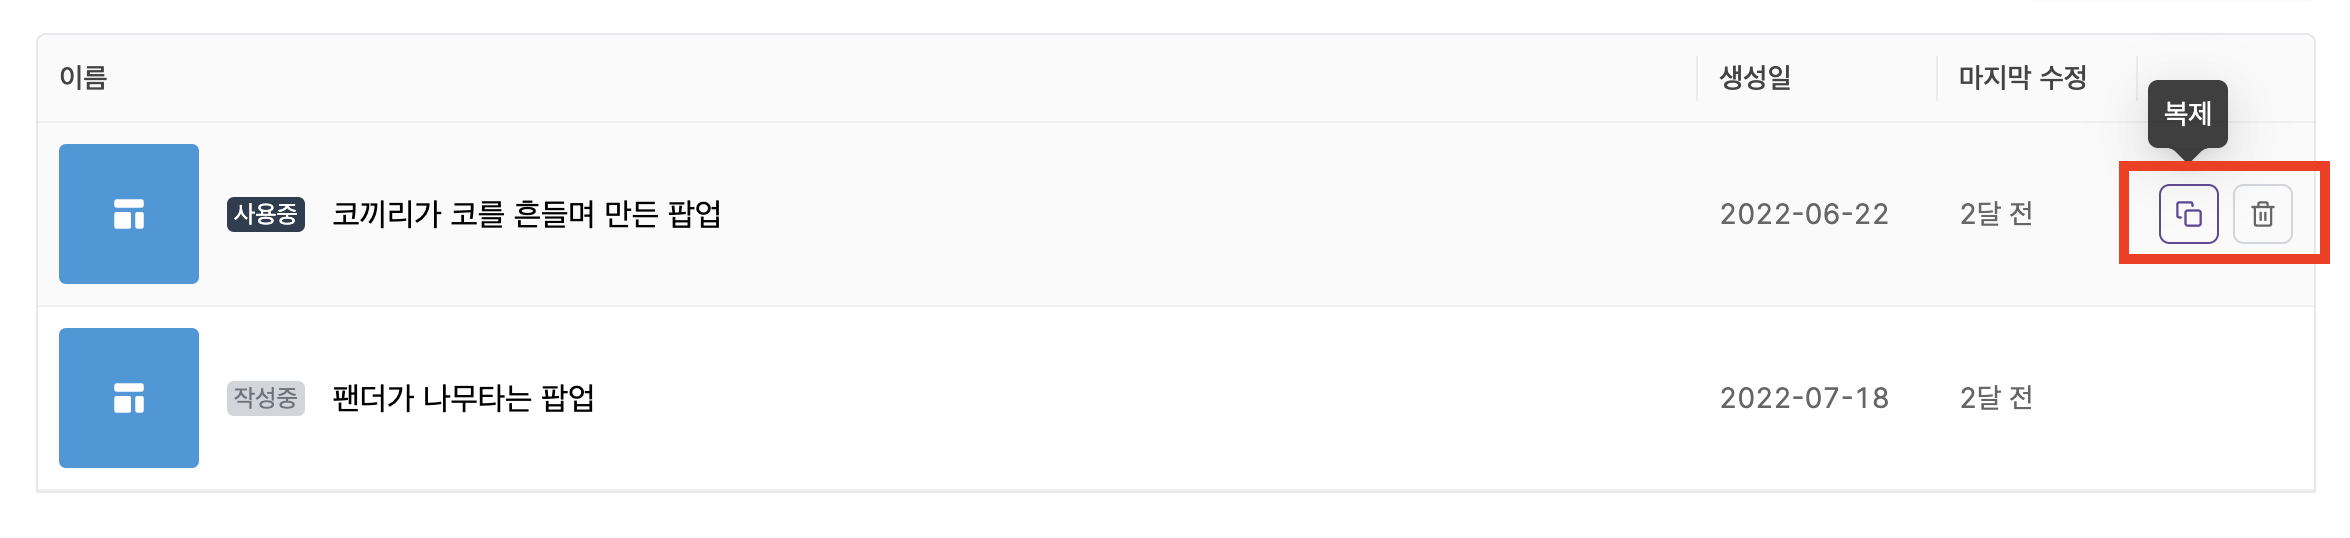 이름 생성일 마지막 수정
복제
사용중 코끼리가 코를 흔들며 만든 팝업 2022-06-22 2달 전
작성중 팬더가 나무타는 팝업 2022-07-18 2달 전